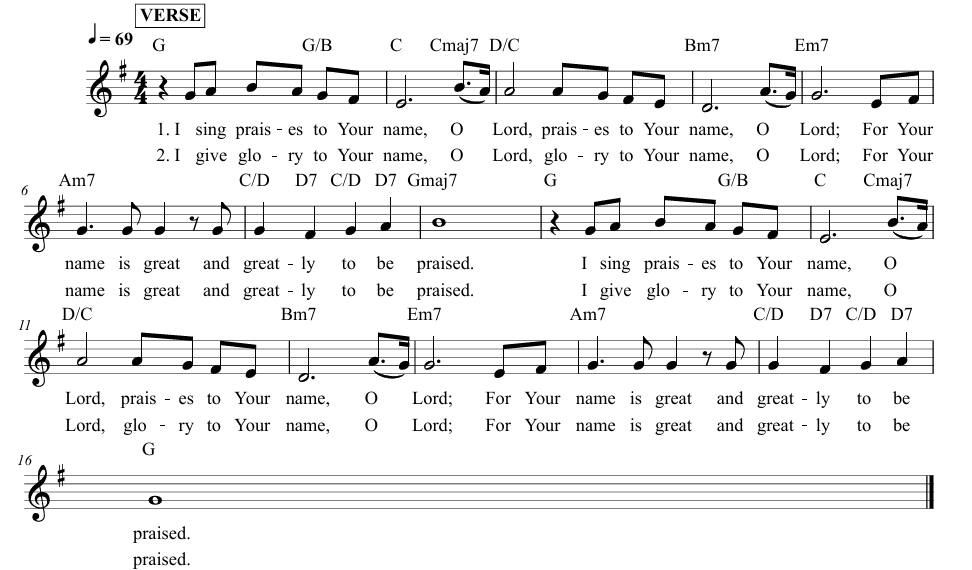 VERSE
♩= 69
G G/B C Cmaj7 D/C Bm7 Em7
4 4
1. I sing prais - es to Your name, O Lord, prais - es to Your name, O Lord; For Your
2. I give glo - ry to Your name, O Lord, glo - ry to Your name, O Lord; For Your
6 Am7 C/D D7 C/D D7 Gmaj7 G G/B C Cmaj7
name is great and great - ly to be praised. I sing prais - es to Your name, O
name is great and great - ly to be praised. I give glo - ry to Your name, O
11 D/C Bm7 Em7 Am7 C/D D7 C/D D7
Lord, prais - es to Your name, O Lord; For Your name is great and great - ly to be
Lord, glo - ry to Your name, O Lord; For Your name is great and great - ly to be
16 G
praised.
praised.